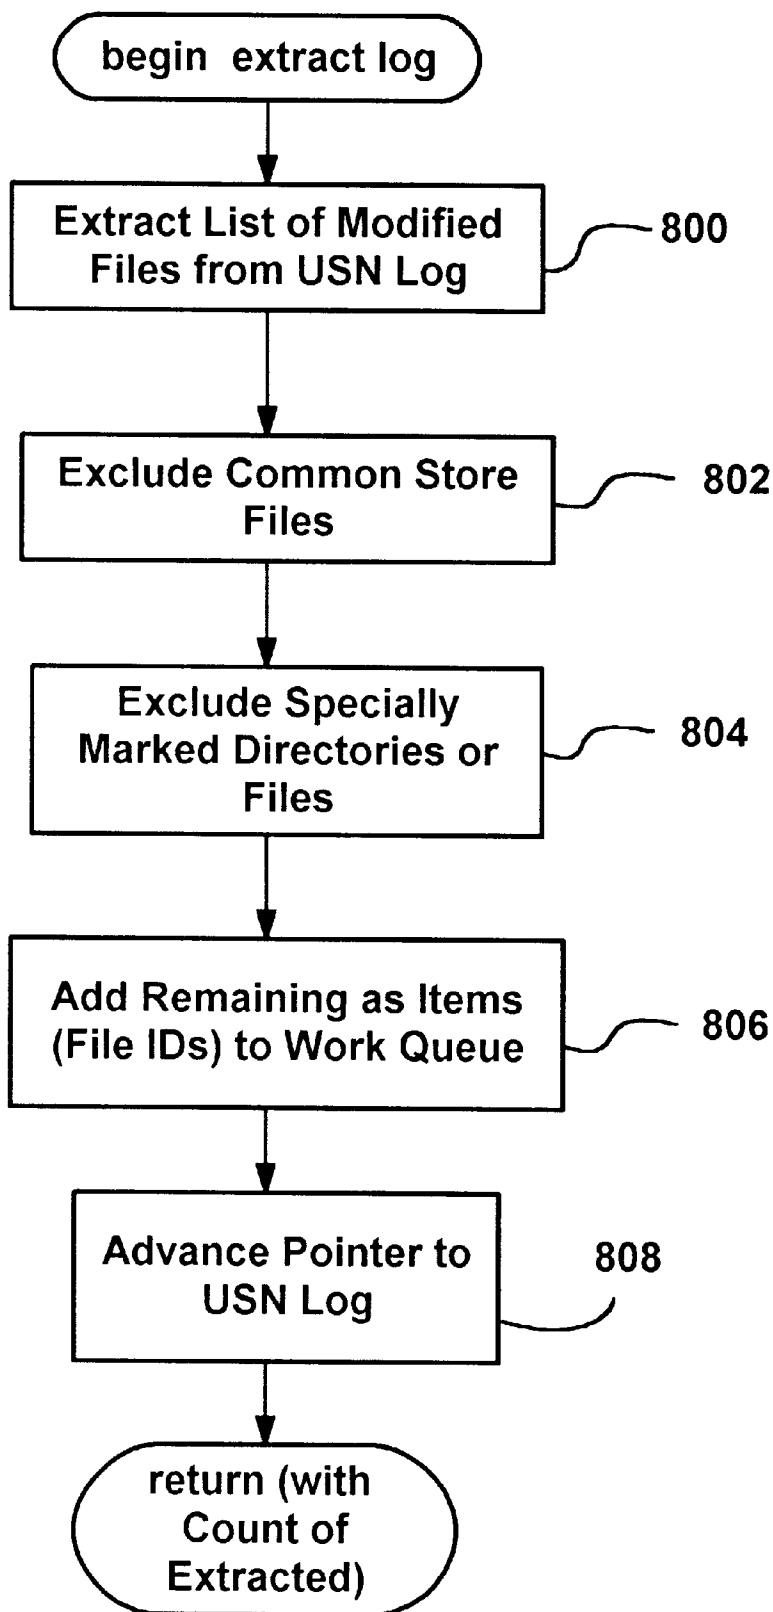 begin extract log
Extract List of Modified
Files from USN Log
800
Exclude Common Store
Files
802
Exclude Specially
Marked Directories or
Files
804
Add Remaining as Items
(File IDs) to Work Queue
806
Advance Pointer to
USN Log
808
return (with
Count of
Extracted)